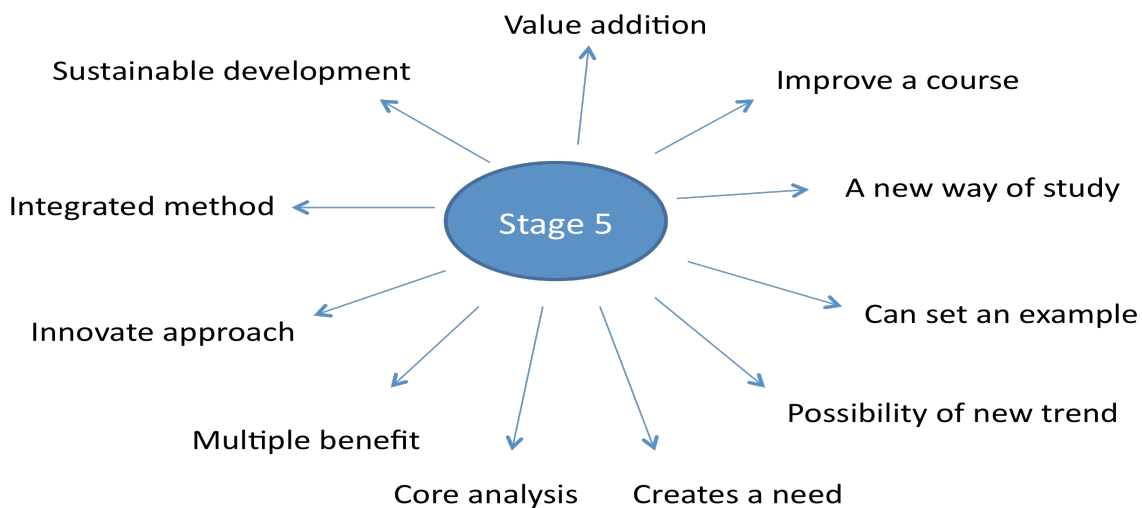 Value addition
Sustainable development
Improve a course
A new way of study
Integrated method
Stage 5
Can set an example
Innovate approach
Possibility of new trend
Multiple benefit
Core analysis
Creates a need